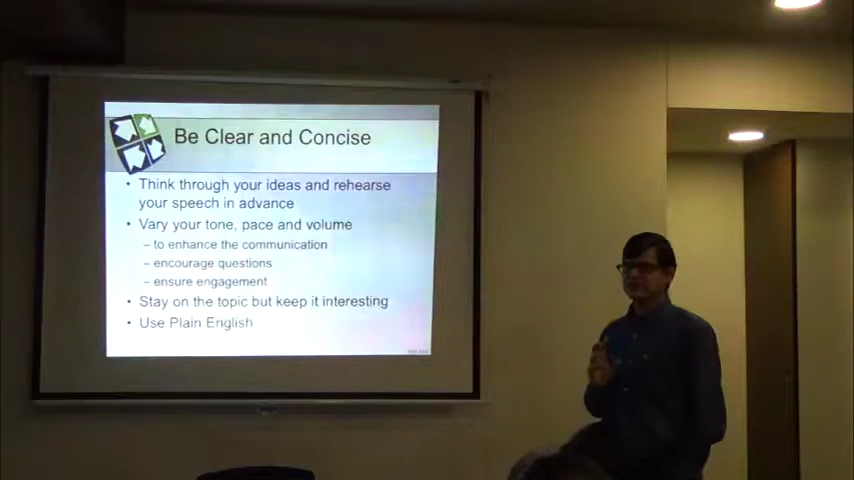 Be Clear and Concise
• Think through your ideas and rehearse
your speech in advance
• Vary your tone, pace and volume
– to enhance the communication
– encourage questions
– ensure engagement
• Stay on the topic but keep it interesting
• Use Plain English